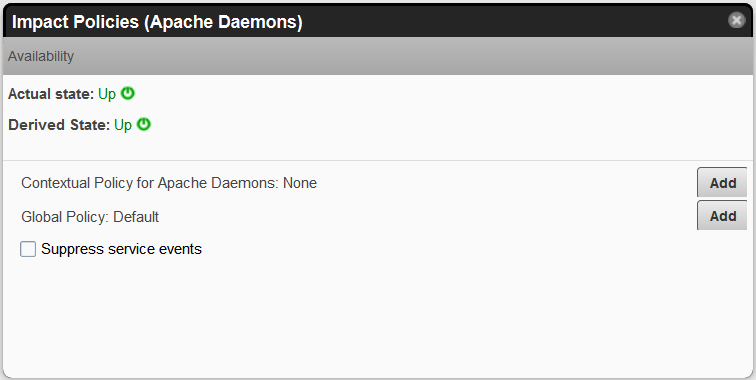 Impact Policies (Apache Daemons)
Availability
Actual state: Up
Derived State: Up
Contextual Policy for Apache Daemons: None Add
Global Policy: Default Add
Suppress service events